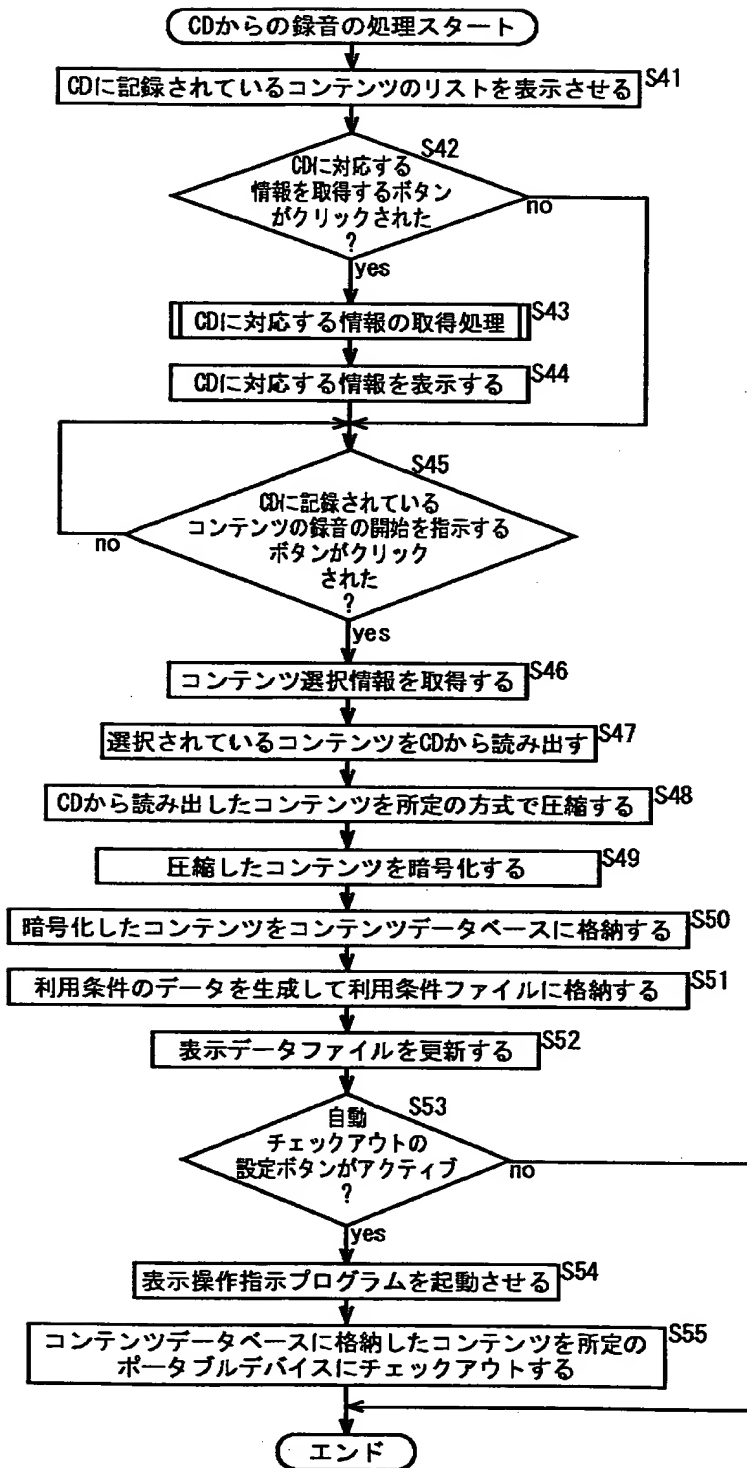 CDからの録音の処理スタート
CDに記録されているコンテンツのリストを表示させる
S41
S42
CDに対応する
情報を取得するボタン
がクリックされた
?
no
yes
CDに対応する情報の取得処理
S43
CDに対応する情報を表示する
S44
S45
CDに記録されている
コンテンツの録音の開始を指示する
ボタンがクリック
された
?
no
yes
コンテンツ選択情報を取得する
S46
選択されているコンテンツをCDから読み出す
S47
CDから読み出したコンテンツを所定の方式で圧縮する
S48
圧縮したコンテンツを暗号化する
S49
暗号化したコンテンツをコンテンツデータベースに格納する
S50
利用条件のデータを生成して利用条件ファイルに格納する
S51
表示データファイルを更新する
S52
S53
自動
チェックアウトの
設定ボタンがアクティブ
?
no
yes
表示操作指示プログラムを起動させる
S54
コンテンツデータベースに格納したコンテンツを所定の
ポータブルデバイスにチェックアウトする
S55
エンド